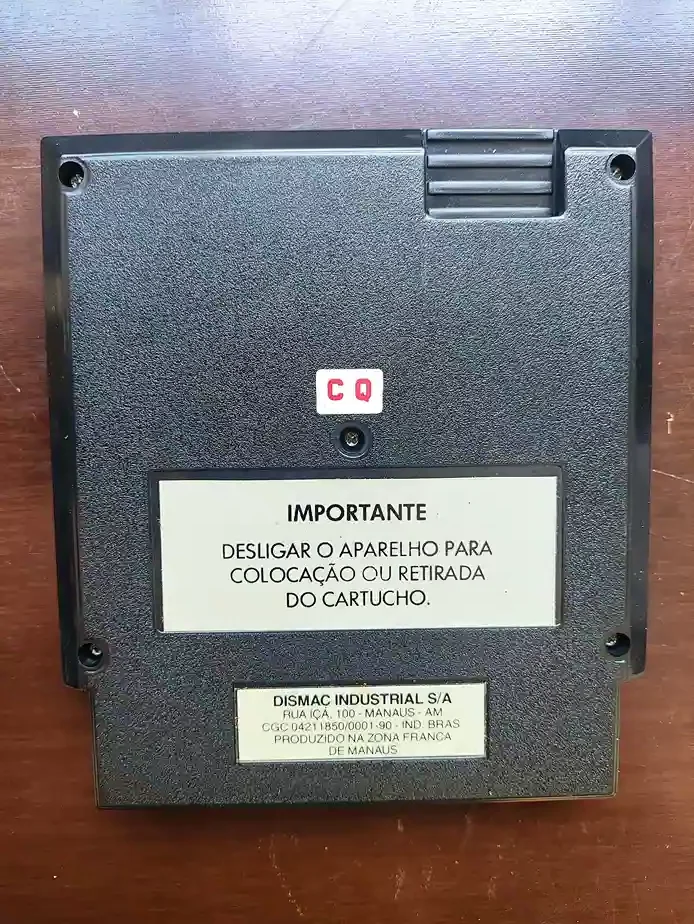 CQ
IMPORTANTE
DESLIGAR O APARELHO PARA
COLOCAÇÃO OU RETIRADA
DO CARTUCHO.
DISMAC INDUSTRIAL S/A
RUA IÇÁ, 100 - MANAUS - AM
CGC 04211850/0001-90 - IND. BRAS
PRODUZIDO NA ZONA FRANCA
DE MANAUS